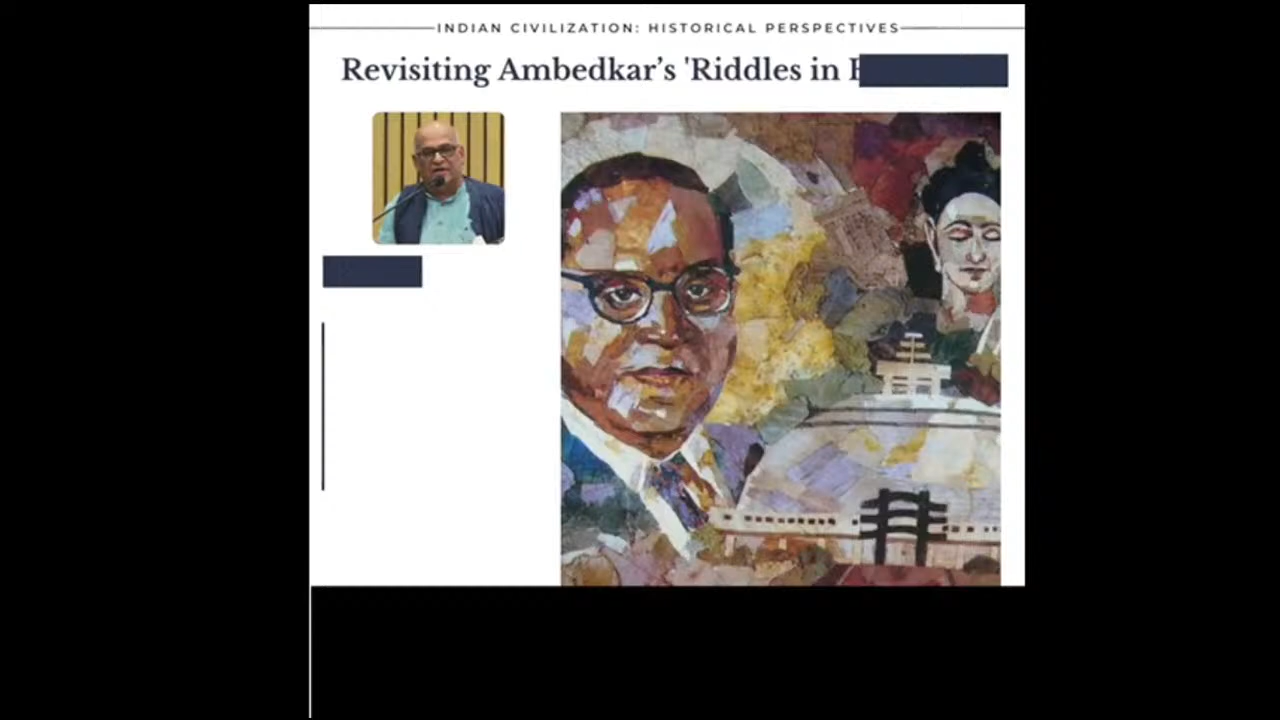 INDIAN CIVILIZATION: HISTORICAL PERSPECTIVES
Revisiting Ambedkar’s 'Riddles in